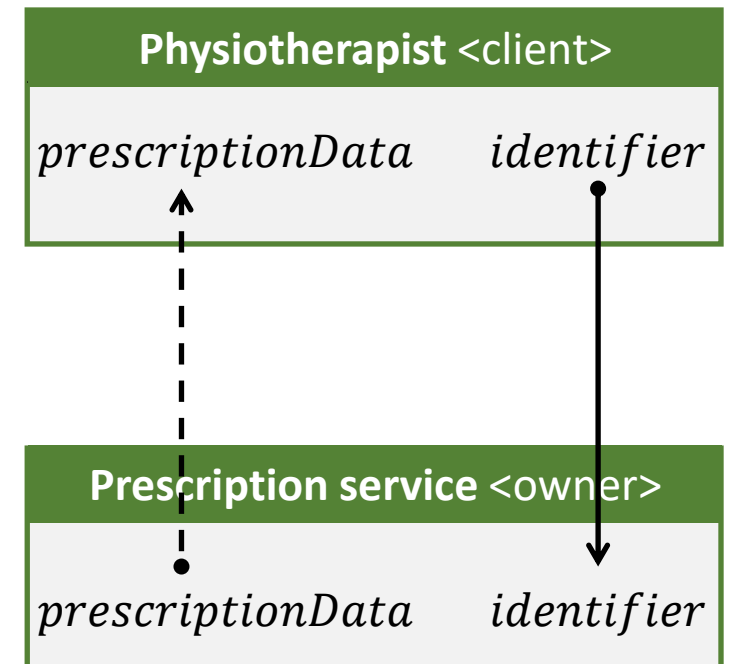 Physiotherapist <client>
prescriptionData identifier
Prescription service <owner>
prescriptionData identifier